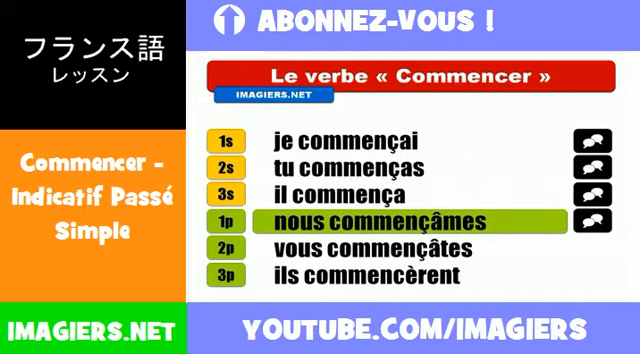 フランス語
レッスン
Commencer -
Indicatif Passé
Simple
IMAGIERS.NET
ABONNEZ-VOUS !
Le verbe « Commencer »
IMAGIERS.NET
1s je commençai
2s tu commenças
3s il commença
1p nous commençâmes
2p vous commençâtes
3p ils commencèrent
YOUTUBE.COM/IMAGIERS